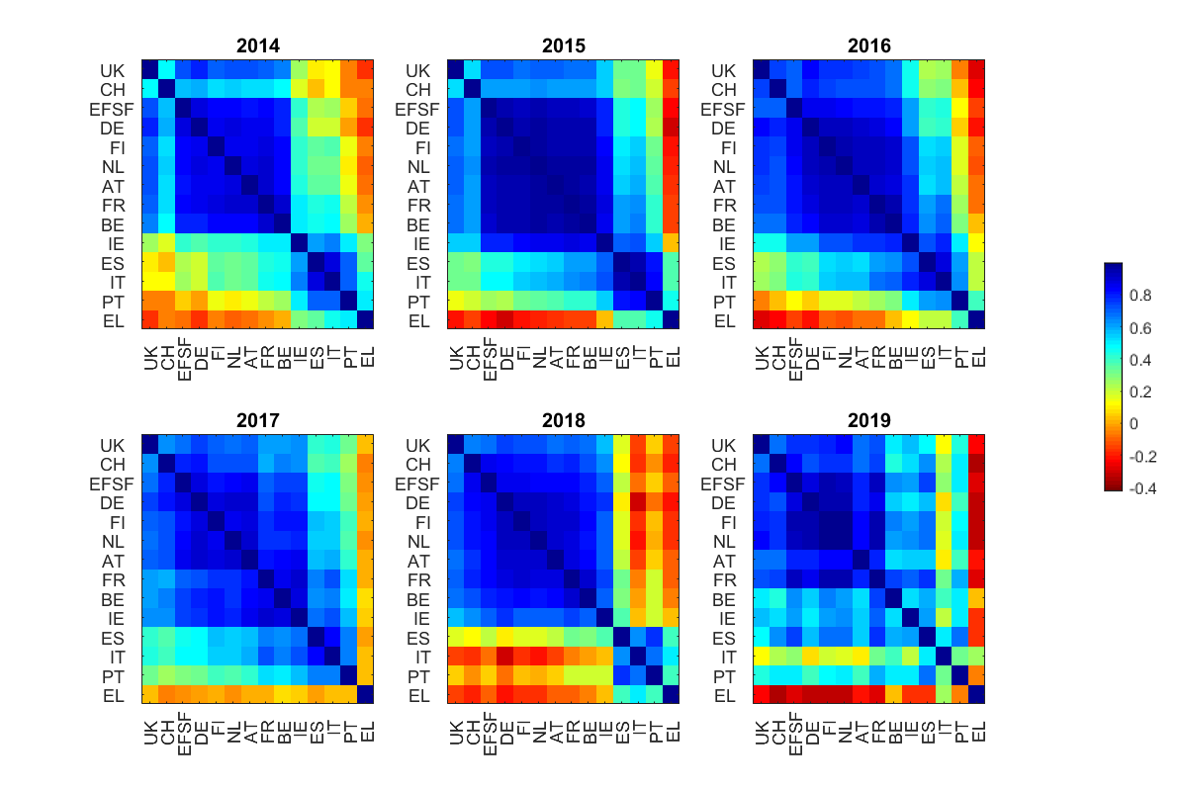 2014 2015 2016
UK UK UK
CH CH CH
EFSF EFSF EFSF
DE DE DE
FI FI FI
NL NL NL
AT AT AT
FR FR FR
BE BE BE
IE IE IE
ES ES ES
IT IT IT
PT PT PT
EL EL EL
UK CH EFSF DE FI NL AT FR BE IE ES IT PT EL UK CH EFSF DE FI NL AT FR BE IE ES IT PT EL UK CH EFSF DE FI NL AT FR BE IE ES IT PT EL
0.8
0.6
0.4
0.2
0
-0.2
-0.4
2017 2018 2019
UK UK UK
CH CH CH
EFSF EFSF EFSF
DE DE DE
FI FI FI
NL NL NL
AT AT AT
FR FR FR
BE BE BE
IE IE IE
ES ES ES
IT IT IT
PT PT PT
EL EL EL
UK CH EFSF DE FI NL AT FR BE IE ES IT PT EL UK CH EFSF DE FI NL AT FR BE IE ES IT PT EL UK CH EFSF DE FI NL AT FR BE IE ES IT PT EL